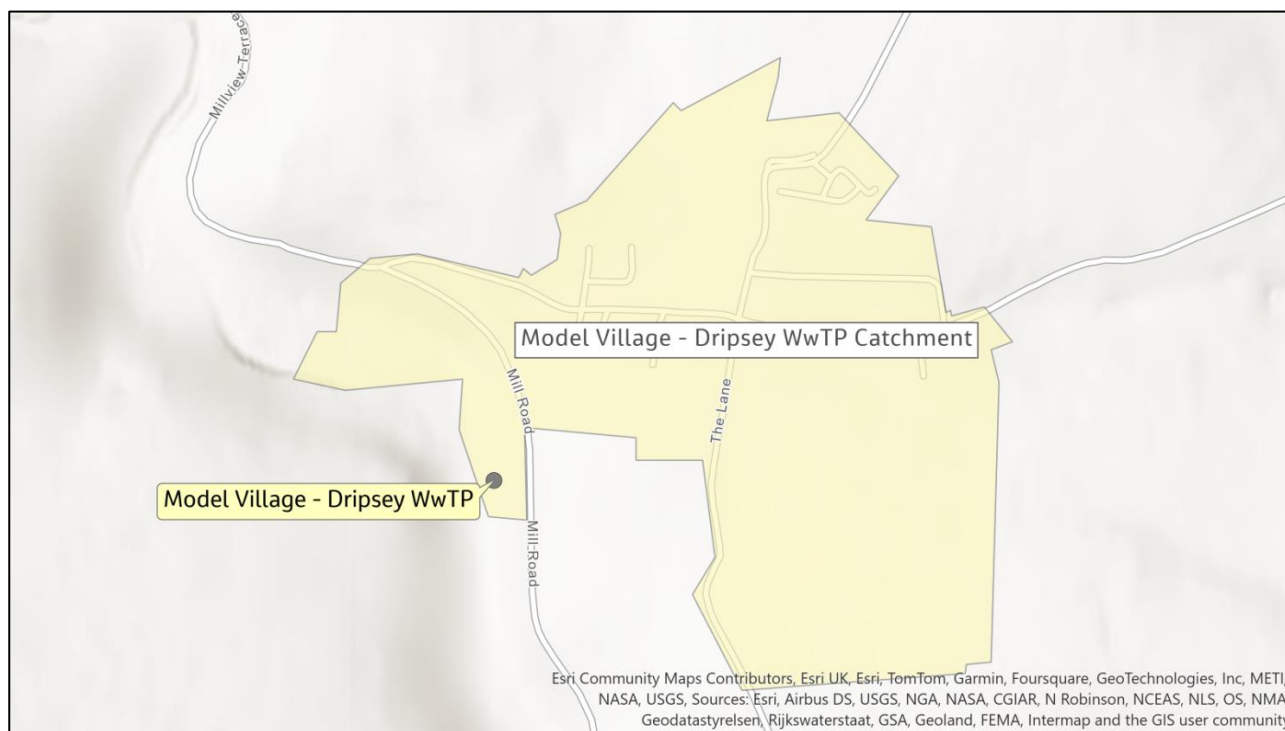 Millview Terrace
Model Village - Dripsey WwTP Catchment
Mill Road
The Lane
Model Village - Dripsey WwTP
Mill Road
Esri Community Maps Contributors, Esri UK, Esri, TomTom, Garmin, Foursquare, GeoTechnologies, Inc, METI/
NASA, USGS, Sources: Esri, Airbus DS, USGS, NGA, NASA, CGIAR, N Robinson, NCEAS, NLS, OS, NMA,
Geodatastyrelsen, Rijkswaterstaat, GSA, Geoland, FEMA, Intermap and the GIS user community